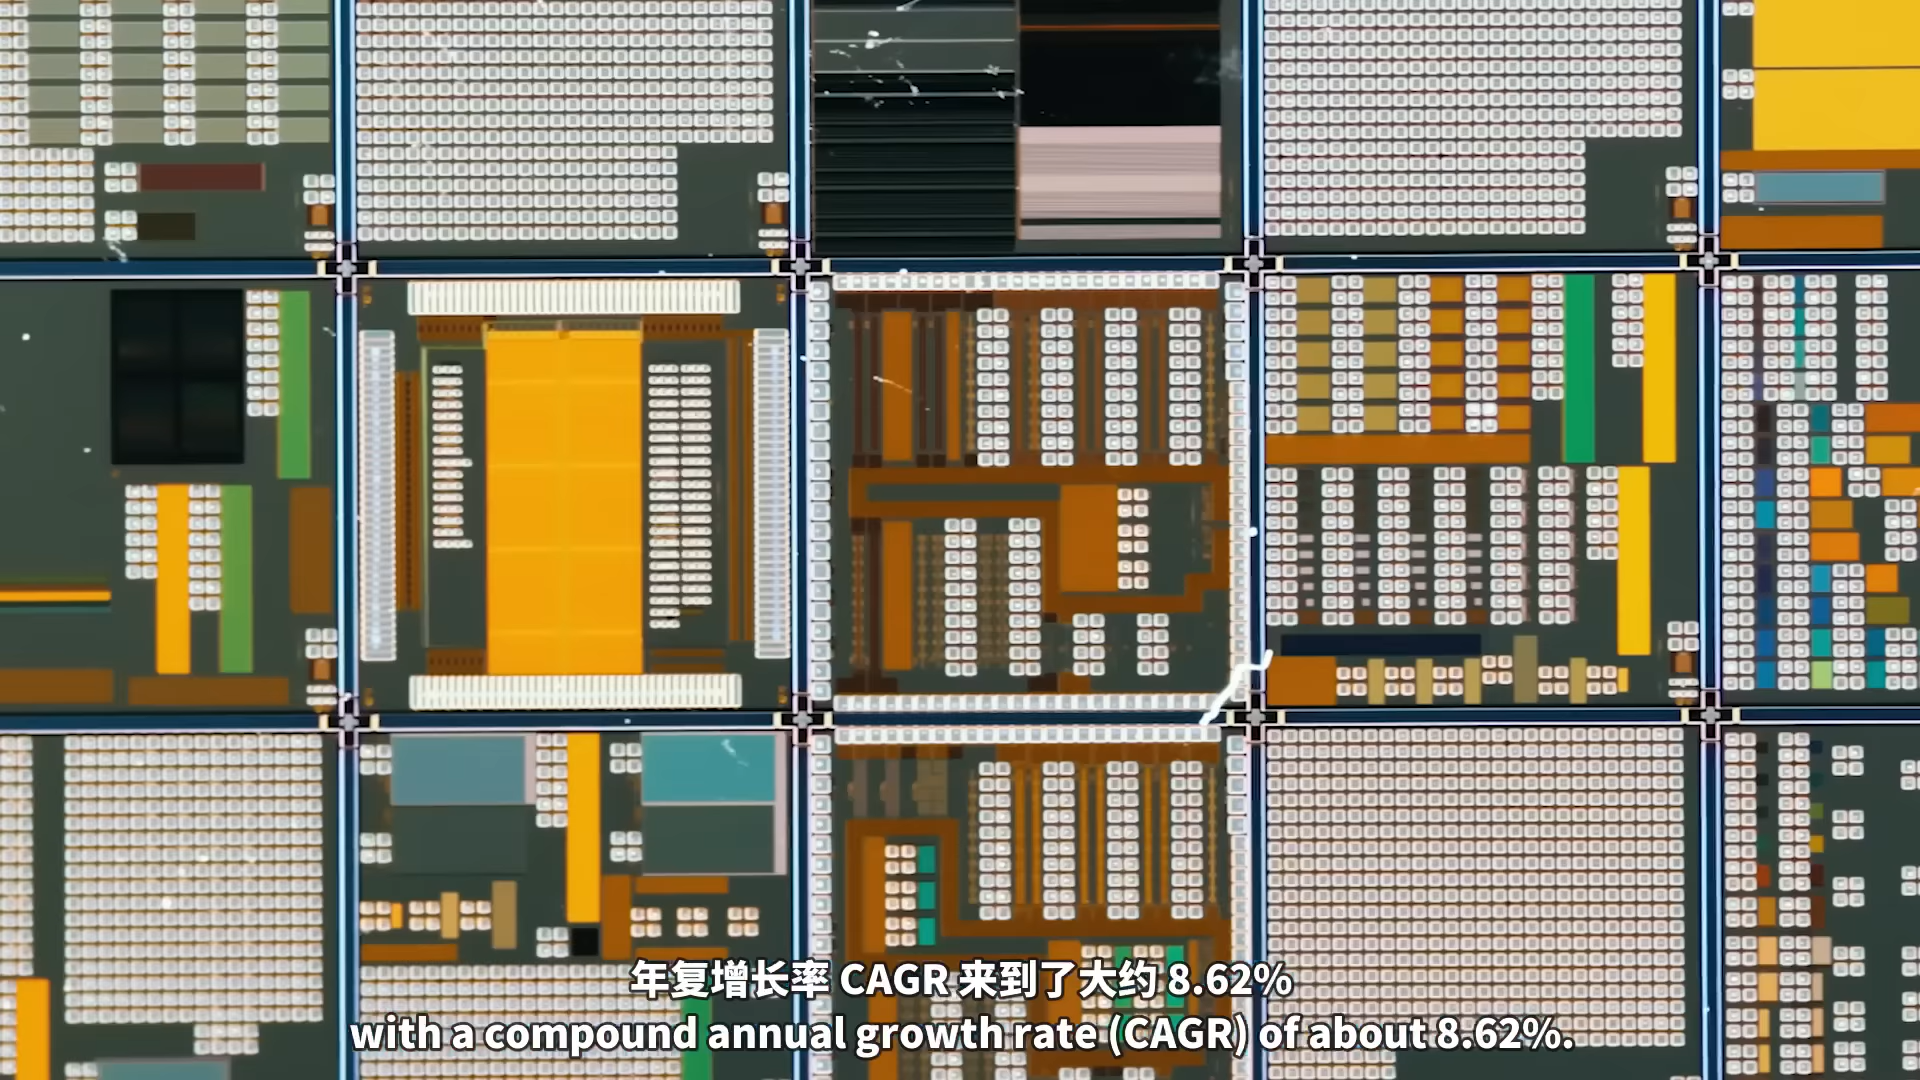 年复增长率 CAGR 来到了大约 8.62%
with a compound annual growth rate (CAGR) of about 8.62%.